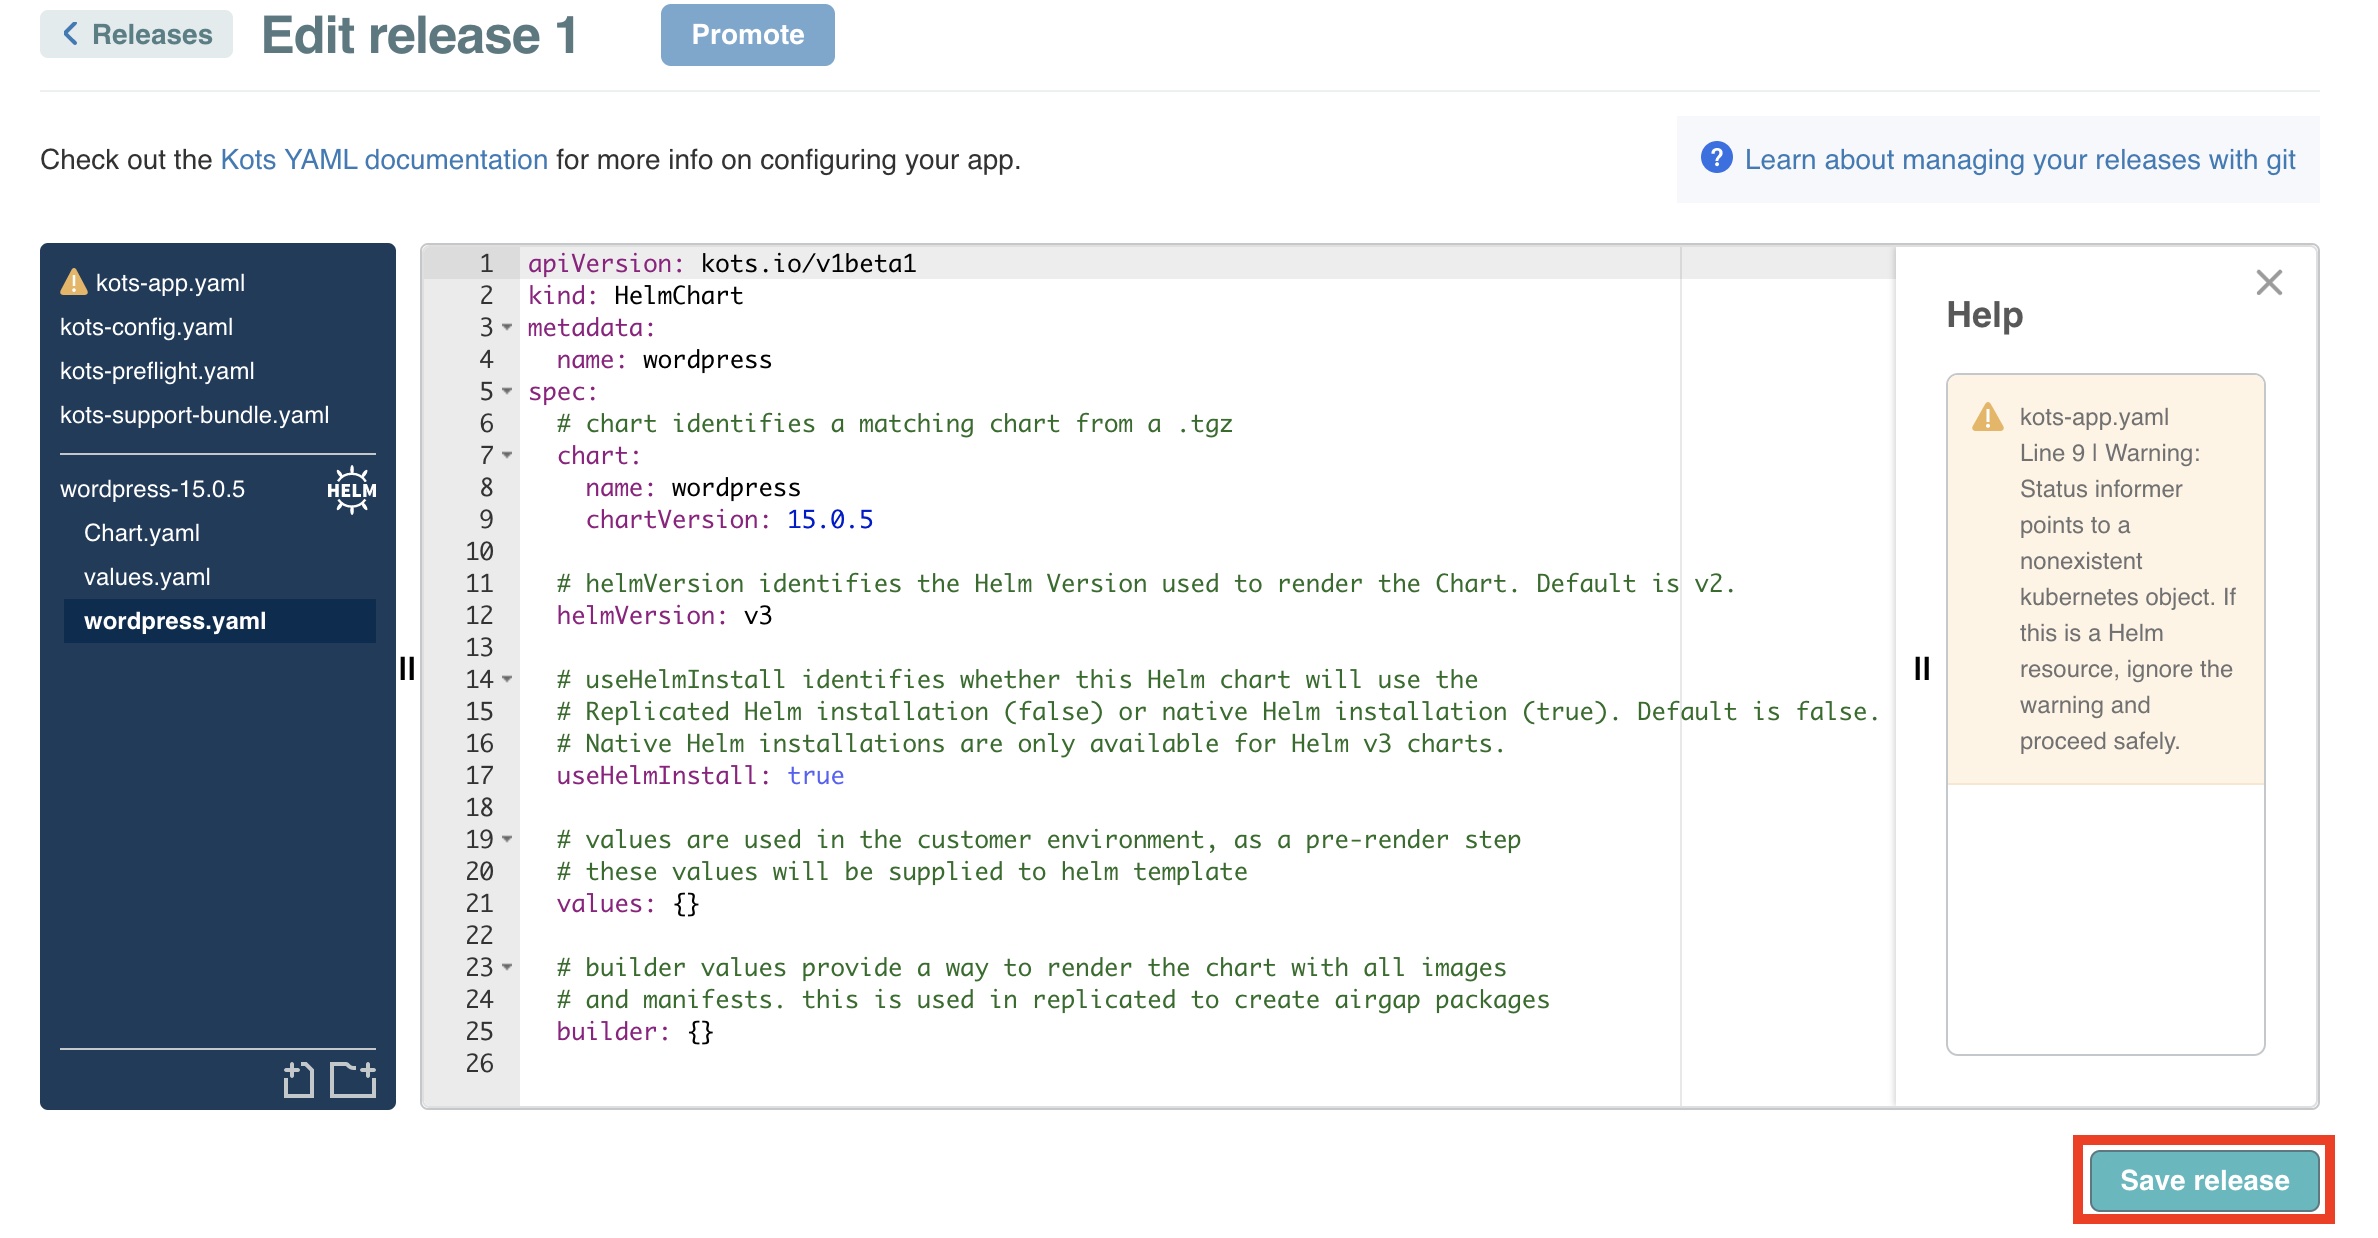 Releases
Edit release 1
Promote
Check out the Kots YAML documentation for more info on configuring your app.
? Learn about managing your releases with git
kots-app.yaml
kots-config.yaml
kots-preflight.yaml
kots-support-bundle.yaml
wordpress-15.0.5
HELM
Chart.yaml
values.yaml
wordpress.yaml
1 apiVersion: kots.io/v1beta1
2 kind: HelmChart
3 metadata:
4   name: wordpress
5 spec:
6   # chart identifies a matching chart from a .tgz
7   chart:
8     name: wordpress
9     chartVersion: 15.0.5
10
11   # helmVersion identifies the Helm Version used to render the Chart. Default is v2.
12   helmVersion: v3
13
14   # useHelmInstall identifies whether this Helm chart will use the
15   # Replicated Helm installation (false) or native Helm installation (true). Default is false.
16   # Native Helm installations are only available for Helm v3 charts.
17   useHelmInstall: true
18
19   # values are used in the customer environment, as a pre-render step
20   # these values will be supplied to helm template
21   values: {}
22
23   # builder values provide a way to render the chart with all images
24   # and manifests. this is used in replicated to create airgap packages
25   builder: {}
26
Help
kots-app.yaml
Line 9 | Warning:
Status informer
points to a
nonexistent
kubernetes object. If
this is a Helm
resource, ignore the
warning and
proceed safely.
Save release